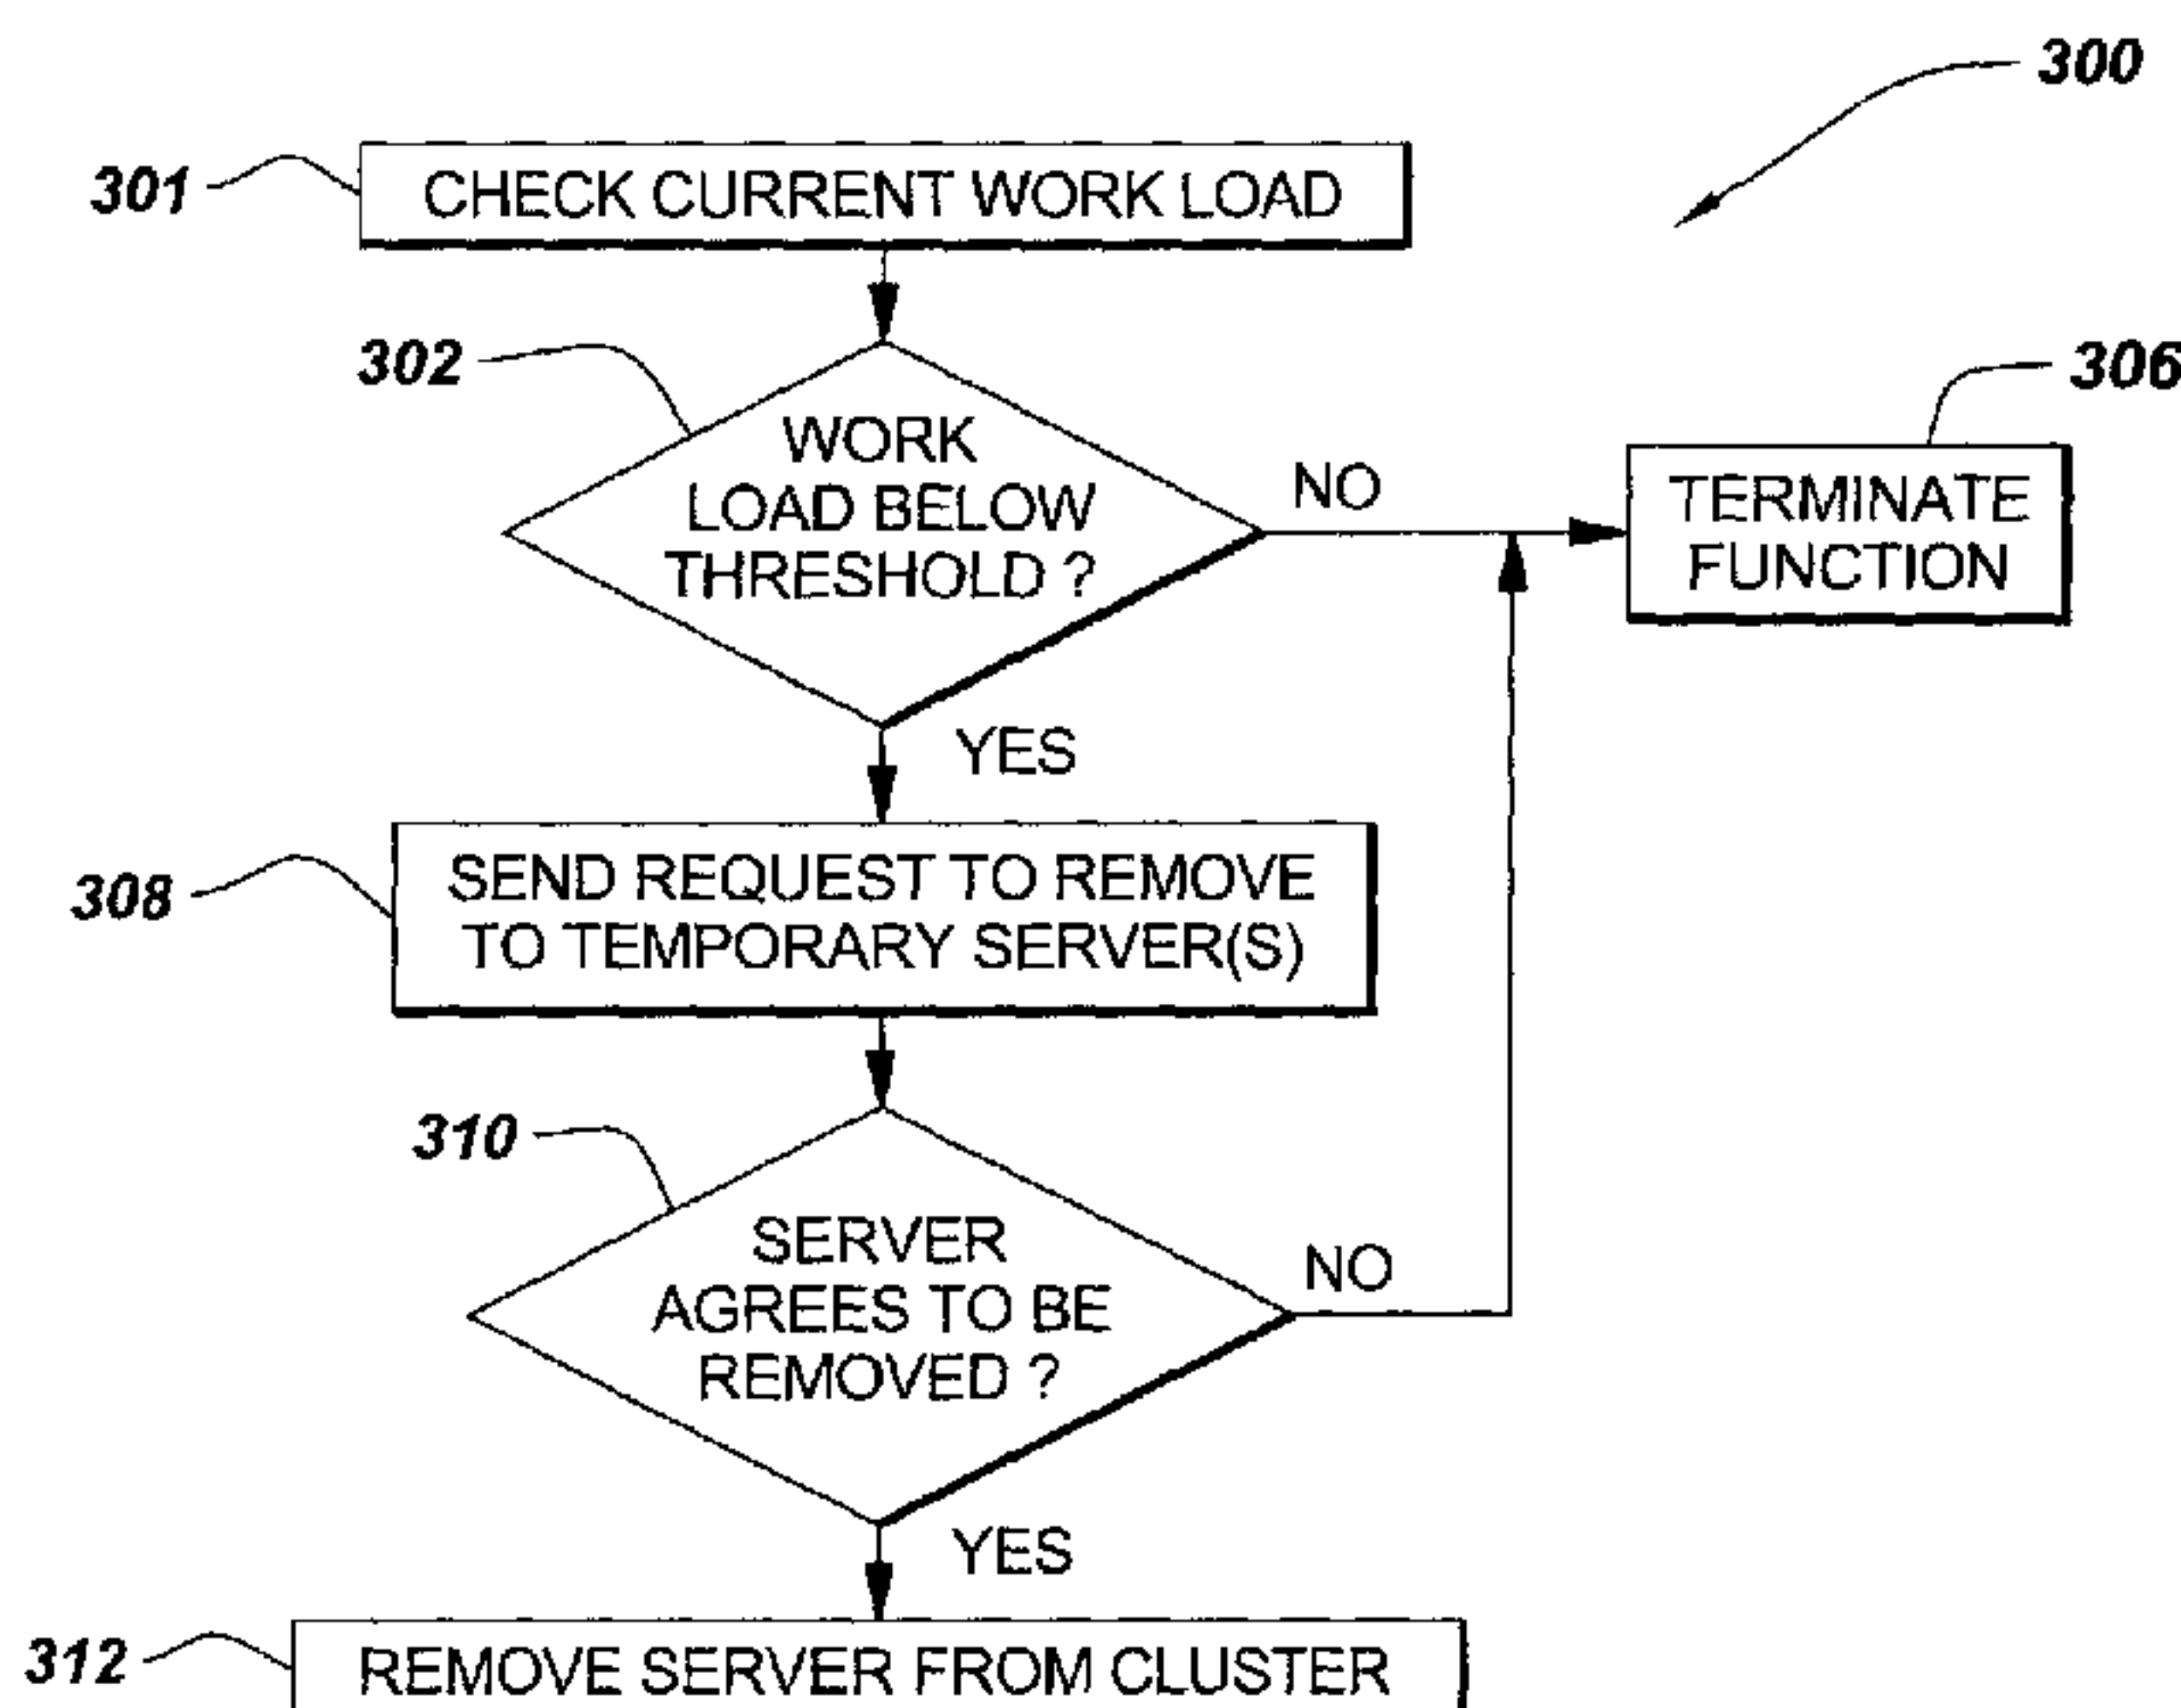 300
301
CHECK CURRENT WORK LOAD
302
WORK
LOAD BELOW
THRESHOLD ?
NO
306
TERMINATE
FUNCTION
YES
308
SEND REQUEST TO REMOVE
TO TEMPORARY SERVER(S)
310
SERVER
AGREES TO BE
REMOVED ?
NO
YES
312
REMOVE SERVER FROM CLUSTER